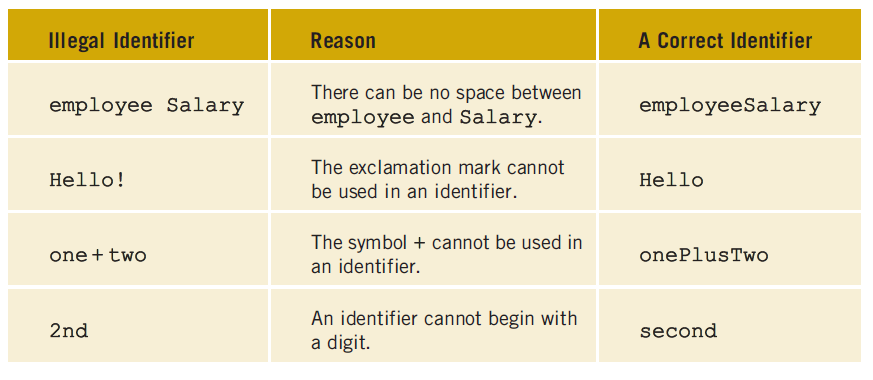 Illegal Identifier
Reason
A Correct Identifier
employee Salary
There can be no space between
employee and Salary.
employeeSalary
Hello!
The exclamation mark cannot
be used in an identifier.
Hello
one+two
The symbol + cannot be used in
an identifier.
onePlusTwo
2nd
An identifier cannot begin with
a digit.
second